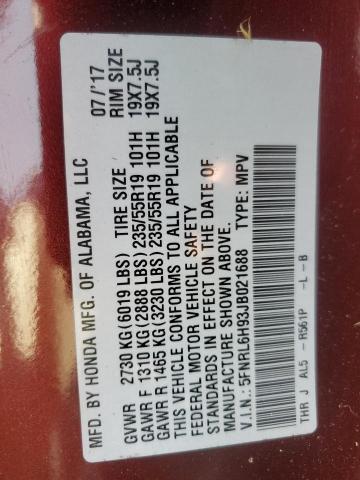 MFD. BY HONDA MFG. OF ALABAMA, LLC 07/'17
GVWR 2730 KG(6019 LBS) TIRE SIZE RIM SIZE
GAWR F 1310 KG(2888 LBS)235/55R19 101H 19X7.5J
GAWR R 1465 KG(3230 LBS)235/55R19 101H 19X7.5J
THIS VEHICLE CONFORMS TO ALL APPLICABLE
FEDERAL MOTOR VEHICLE SAFETY
STANDARDS IN EFFECT ON THE DATE OF
MANUFACTURE SHOWN ABOVE.
V.I.N.: 5FNRL6H93JB021688 TYPE: MPV
THR J AL5 - R561P -L -B